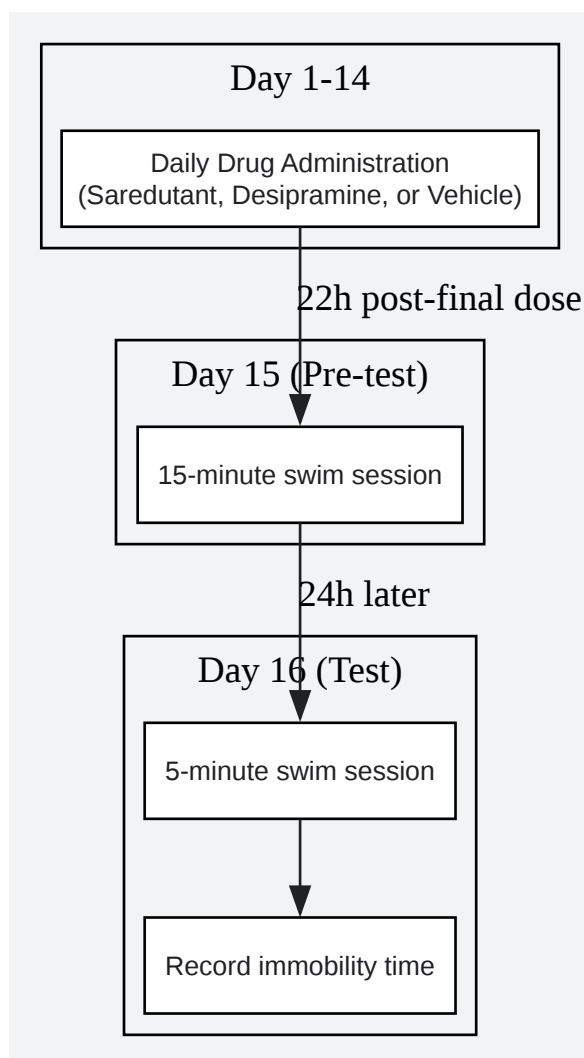 Day 1-14
Daily Drug Administration
(Saredutant, Desipramine, or Vehicle)
22h post-final dose
Day 15 (Pre-test)
15-minute swim session
24h later
Day 16 (Test)
5-minute swim session
Record immobility time